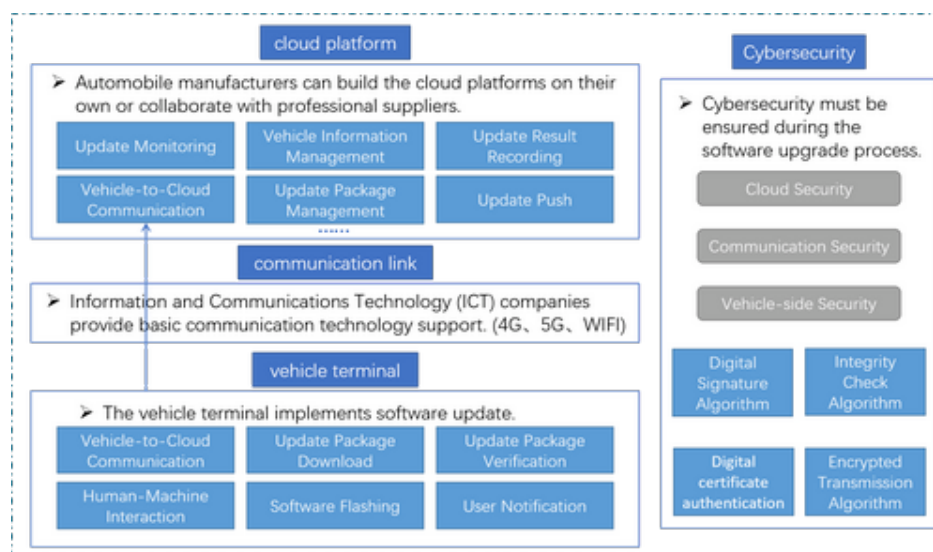 cloud platform
➢ Automobile manufacturers can build the cloud platforms on their
own or collaborate with professional suppliers.
Update Monitoring
Vehicle Information
Management
Update Result
Recording
Vehicle-to-Cloud
Communication
Update Package
Management
Update Push
……
communication link
➢ Information and Communications Technology (ICT) companies
provide basic communication technology support. (4G、5G、WIFI)
vehicle terminal
➢ The vehicle terminal implements software update.
Vehicle-to-Cloud
Communication
Update Package
Download
Update Package
Verification
Human-Machine
Interaction
Software Flashing
User Notification
Cybersecurity
➢ Cybersecurity must be
ensured during the
software upgrade process.
Cloud Security
Communication Security
Vehicle-side Security
Digital
Signature
Algorithm
Integrity
Check
Algorithm
Digital
certificate
authentication
Encrypted
Transmission
Algorithm